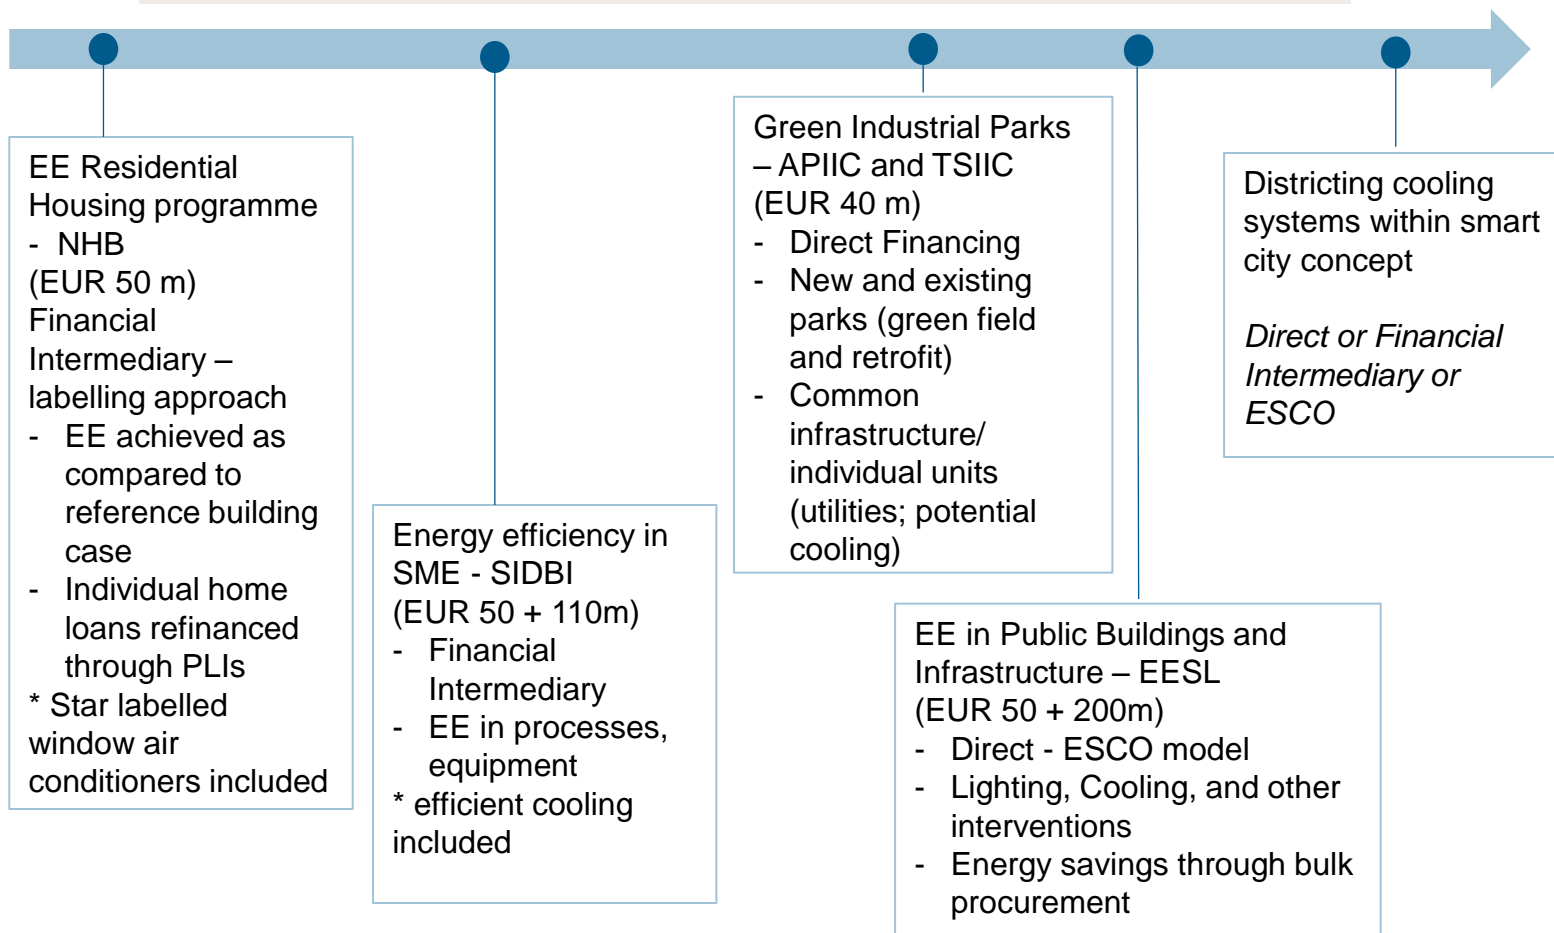 EE Residential
Housing programme
- NHB
(EUR 50 m)
Financial
Intermediary –
labelling approach
- EE achieved as
compared to
reference building
case
- Individual home
loans refinanced
through PLIs
* Star labelled
window air
conditioners included
Energy efficiency in
SME - SIDBI
(EUR 50 + 110m)
- Financial
Intermediary
- EE in processes,
equipment
* efficient cooling
included
Green Industrial Parks
– APIIC and TSIIC
(EUR 40 m)
- Direct Financing
- New and existing
parks (green field
and retrofit)
- Common
infrastructure/
individual units
(utilities; potential
cooling)
EE in Public Buildings and
Infrastructure – EESL
(EUR 50 + 200m)
- Direct - ESCO model
- Lighting, Cooling, and other
interventions
- Energy savings through bulk
procurement
Districting cooling
systems within smart
city concept
Direct or Financial
Intermediary or
ESCO